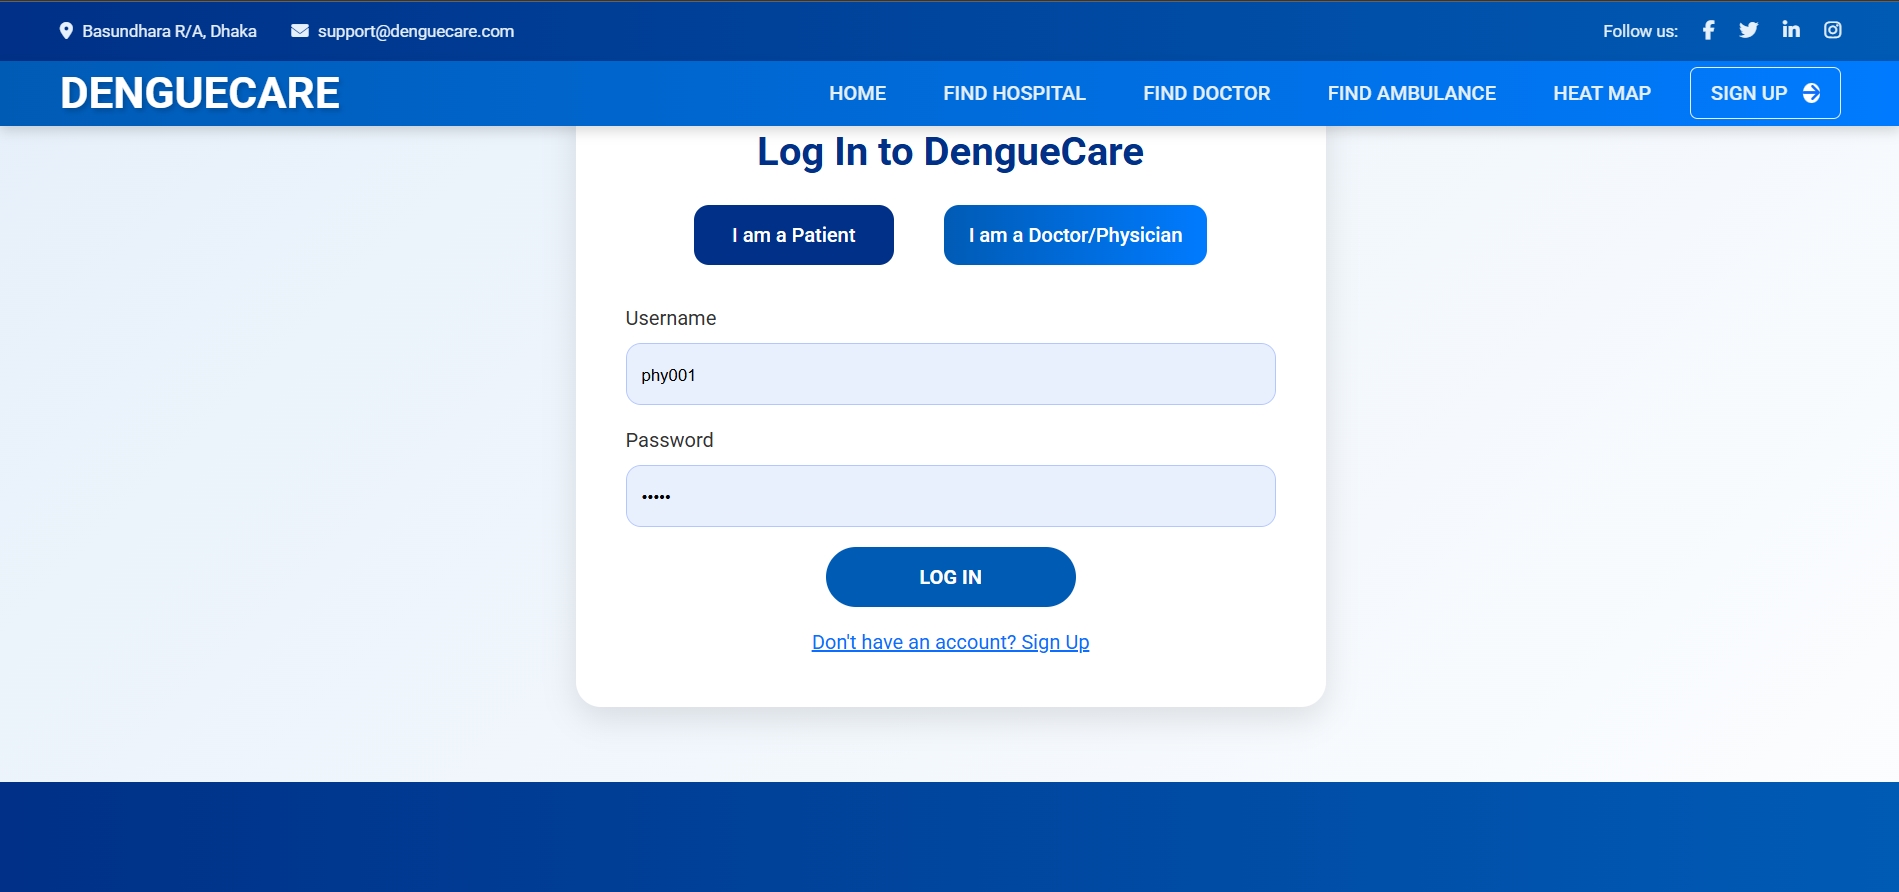 Basundhara R/A, Dhaka support@denguecare.com Follow us:
DENGUECARE HOME FIND HOSPITAL FIND DOCTOR FIND AMBULANCE HEAT MAP SIGN UP
Log In to DengueCare
I am a Patient I am a Doctor/Physician
Username
phy001
Password
•••••
LOG IN
Don't have an account? Sign Up